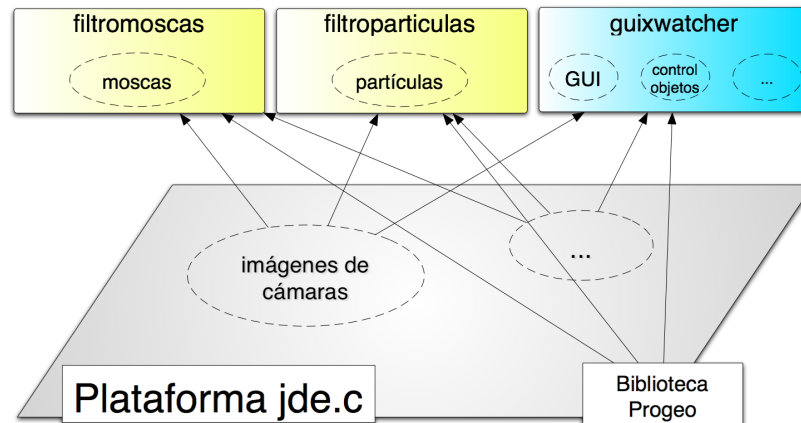 filtromoscas
filtroparticulas
guixwatcher
moscas
partículas
GUI
control
objetos
...
imágenes de
cámaras
...
Plataforma jde.c
Biblioteca
Progeo